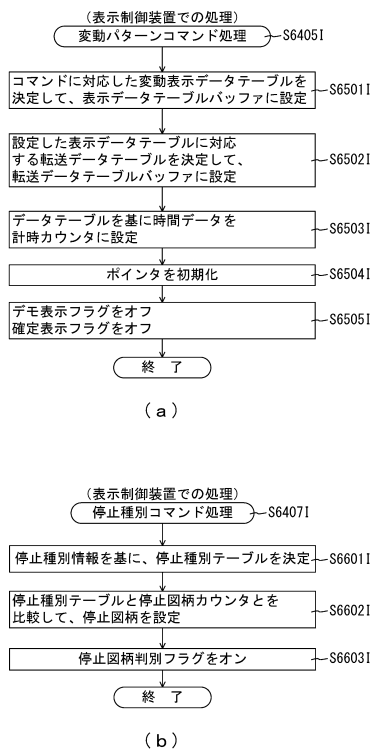 (表示制御装置での処理)
変動パターンコマンド処理
S6405I
コマンドに対応した変動表示データテーブルを
決定して、表示データテーブルバッファに設定
S6501I
設定した表示データテーブルに対応
する転送データテーブルを決定して、
転送データテーブルバッファに設定
S6502I
データテーブルを基に時間データを
計時カウンタに設定
S6503I
ポインタを初期化
S6504I
デモ表示フラグをオフ
確定表示フラグをオフ
S6505I
終 了
(a)
(表示制御装置での処理)
停止種別コマンド処理
S6407I
停止種別情報を基に、停止種別テーブルを決定
S6601I
停止種別テーブルと停止図柄カウンタとを
比較して、停止図柄を設定
S6602I
停止図柄判別フラグをオン
S6603I
終 了
(b)